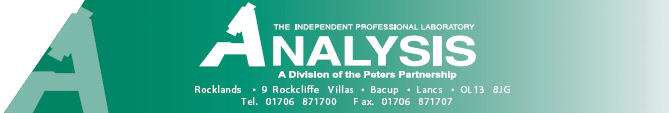 THE INDEPENDENT PROFESSIONAL LABORATORY
ANALYSIS
A Division of the Peters Partnership
Rocklands • 9 Rockcliffe Villas • Bacup • Lancs • OL13 8JG
Tel. 01706 871700 Fax. 01706 871707